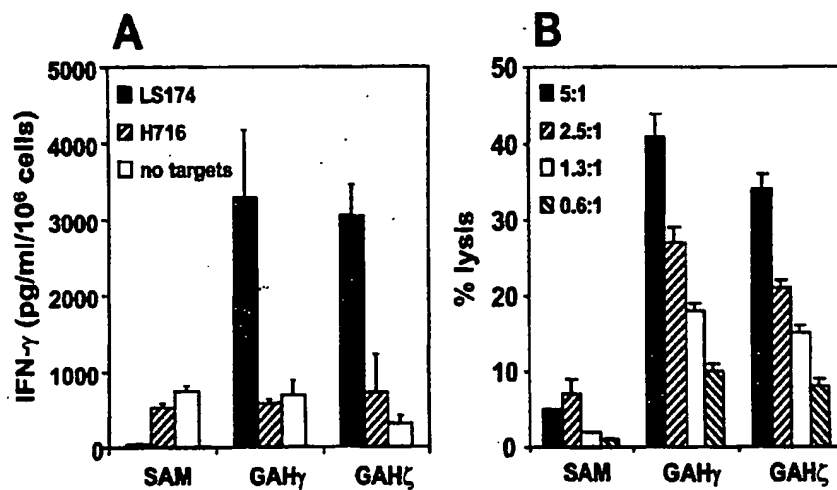 A
IFN-γ (pg/ml/10⁶ cells)
5000
4000
3000
2000
1000
0
LS174
H716
no targets
SAM
GAHγ
GAHζ
B
% lysis
50
40
30
20
10
0
5:1
2.5:1
1.3:1
0.6:1
SAM
GAHγ
GAHζ